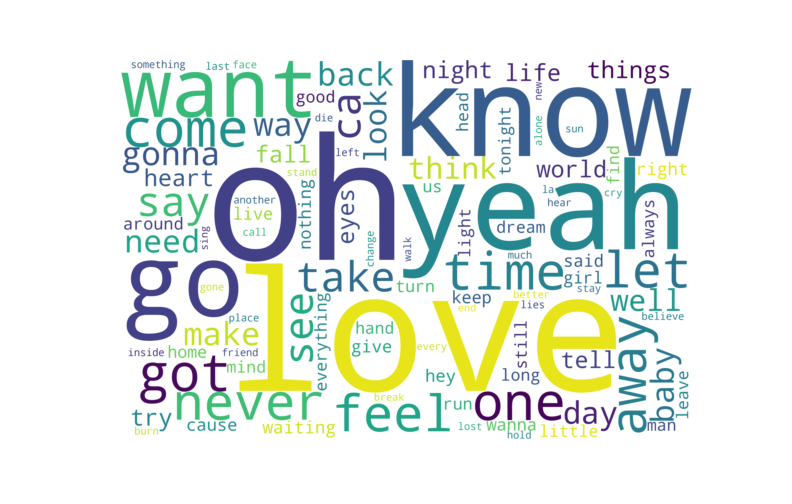 something
last
face
want
back
night
life
things
know
good
ca
look
head
new
come
way
die
tonight
alone
sun
gonna
fall
left
oh
think
us
world
find
right
heart
stand
yeah
la
cry
hear
say
another
live
nothing
eyes
dream
always
around
need
sing
call
change
walk
light
much
said
girl
let
go
love
take
time
gone
turn
keep
better
lies
stay
well
see
everything
end
believe
place
make
hand
give
every
still
tell
away
inside
home
friend
mind
hey
long
baby
got
never
feel
break
run
one
day
leave
try
cause
waiting
lost
wanna
hold
little
man
burn